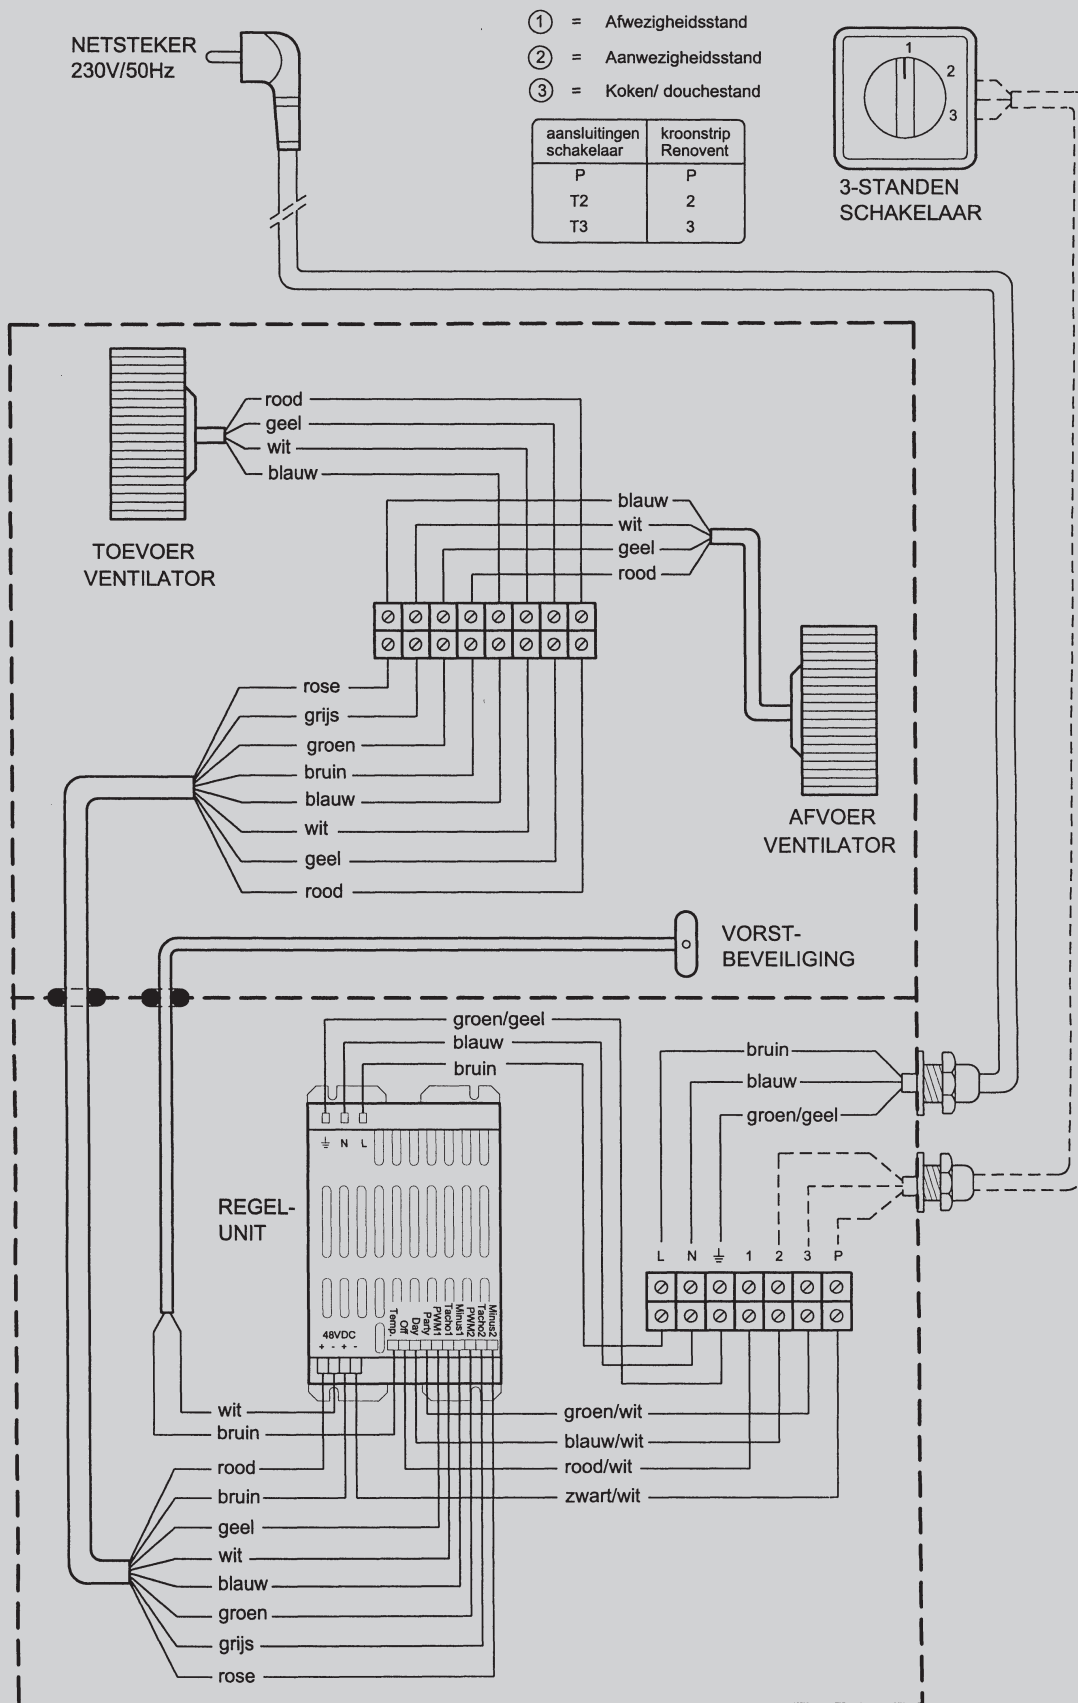 NETSTEKER
230V/50Hz
① = Afwezigheidsstand
② = Aanwezigheidsstand
③ = Koken/ douchestand
aansluitingen schakelaar
kroonstrip Renovent
P P
T2 2
T3 3
1
2
3
3-STANDEN
SCHAKELAAR
rood
geel
wit
blauw
TOEVOER
VENTILATOR
blauw
wit
geel
rood
rose
grijs
groen
bruin
blauw
wit
geel
rood
AFVOER
VENTILATOR
VORST-
BEVEILIGING
groen/geel
blauw
bruin
bruin
blauw
groen/geel
N L
REGEL-
UNIT
L N 1 2 3 P
48VDC
+ - + -
Temp.
Off
Day
Party
PWM1
Tacho1
Minus1
PWM2
Tacho2
Minus2
wit
bruin
groen/wit
blauw/wit
rood/wit
zwart/wit
rood
bruin
geel
wit
blauw
groen
grijs
rose